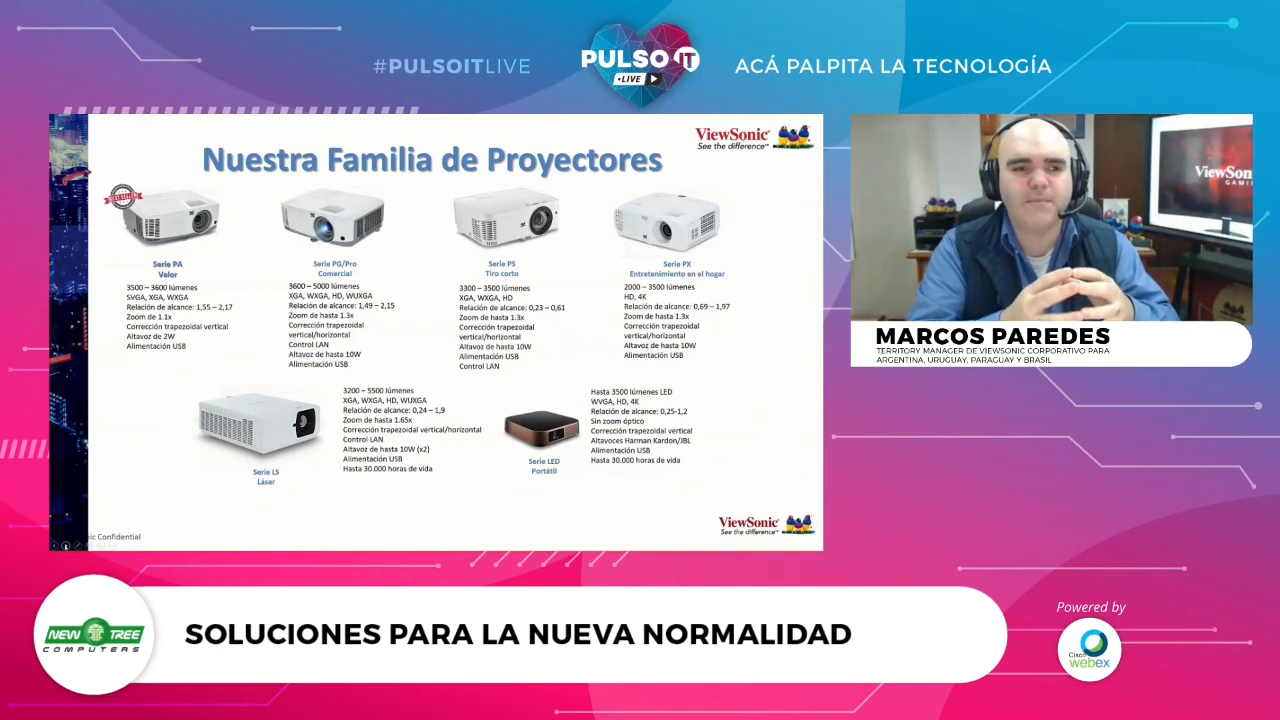 #PULSOITLIVE
PULSO IT
LIVE
ACÁ PALPITA LA TECNOLOGÍA
ViewSonic
See the difference™
Nuestra Familia de Proyectores
BEST SELLER
Serie PA
Valor
3500 – 3600 lúmenes
SVGA, XGA, WXGA
Relación de alcance: 1,55 – 2,17
Zoom de 1.1x
Corrección trapezoidal vertical
Altavoz de 2W
Alimentación USB
Serie PG/Pro
Comercial
3600 – 5000 lúmenes
XGA, WXGA, HD, WUXGA
Relación de alcance: 1,49 – 2,15
Zoom de hasta 1.3x
Corrección trapezoidal
vertical/horizontal
Control LAN
Altavoz de hasta 10W
Alimentación USB
Serie PS
Tiro corto
3300 – 3500 lúmenes
XGA, WXGA, HD
Relación de alcance: 0,23 – 0,61
Zoom de hasta 1.3x
Corrección trapezoidal
vertical/horizontal
Altavoz de hasta 10W
Alimentación USB
Control LAN
Serie PX
Entretenimiento en el hogar
2000 – 3500 lúmenes
HD, 4K
Relación de alcance: 0,69 – 1,97
Zoom de hasta 1.3x
Corrección trapezoidal
vertical/horizontal
Altavoz de hasta 10W
Alimentación USB
Serie LS
Láser
3200 – 5500 lúmenes
XGA, WXGA, HD, WUXGA
Relación de alcance: 0,24 – 1,9
Zoom de hasta 1.65x
Corrección trapezoidal vertical/horizontal
Control LAN
Altavoz de hasta 10W (x2)
Alimentación USB
Hasta 30.000 horas de vida
Serie LED
Portátil
Hasta 3500 lúmenes LED
WVGA, HD, 4K
Relación de alcance: 0,25-1,2
Sin zoom óptico
Corrección trapezoidal vertical
Altavoces Harman Kardon/JBL
Alimentación USB
Hasta 30.000 horas de vida
ic Confidential
ViewSonic
See the difference™
ViewSon
GAMI
MARCOS PAREDES
TERRITORY MANAGER DE VIEWSONIC CORPORATIVO PARA
ARGENTINA, URUGUAY, PARAGUAY Y BRASIL
NEW TREE
COMPUTERS
SOLUCIONES PARA LA NUEVA NORMALIDAD
Powered by
Cisco
webex